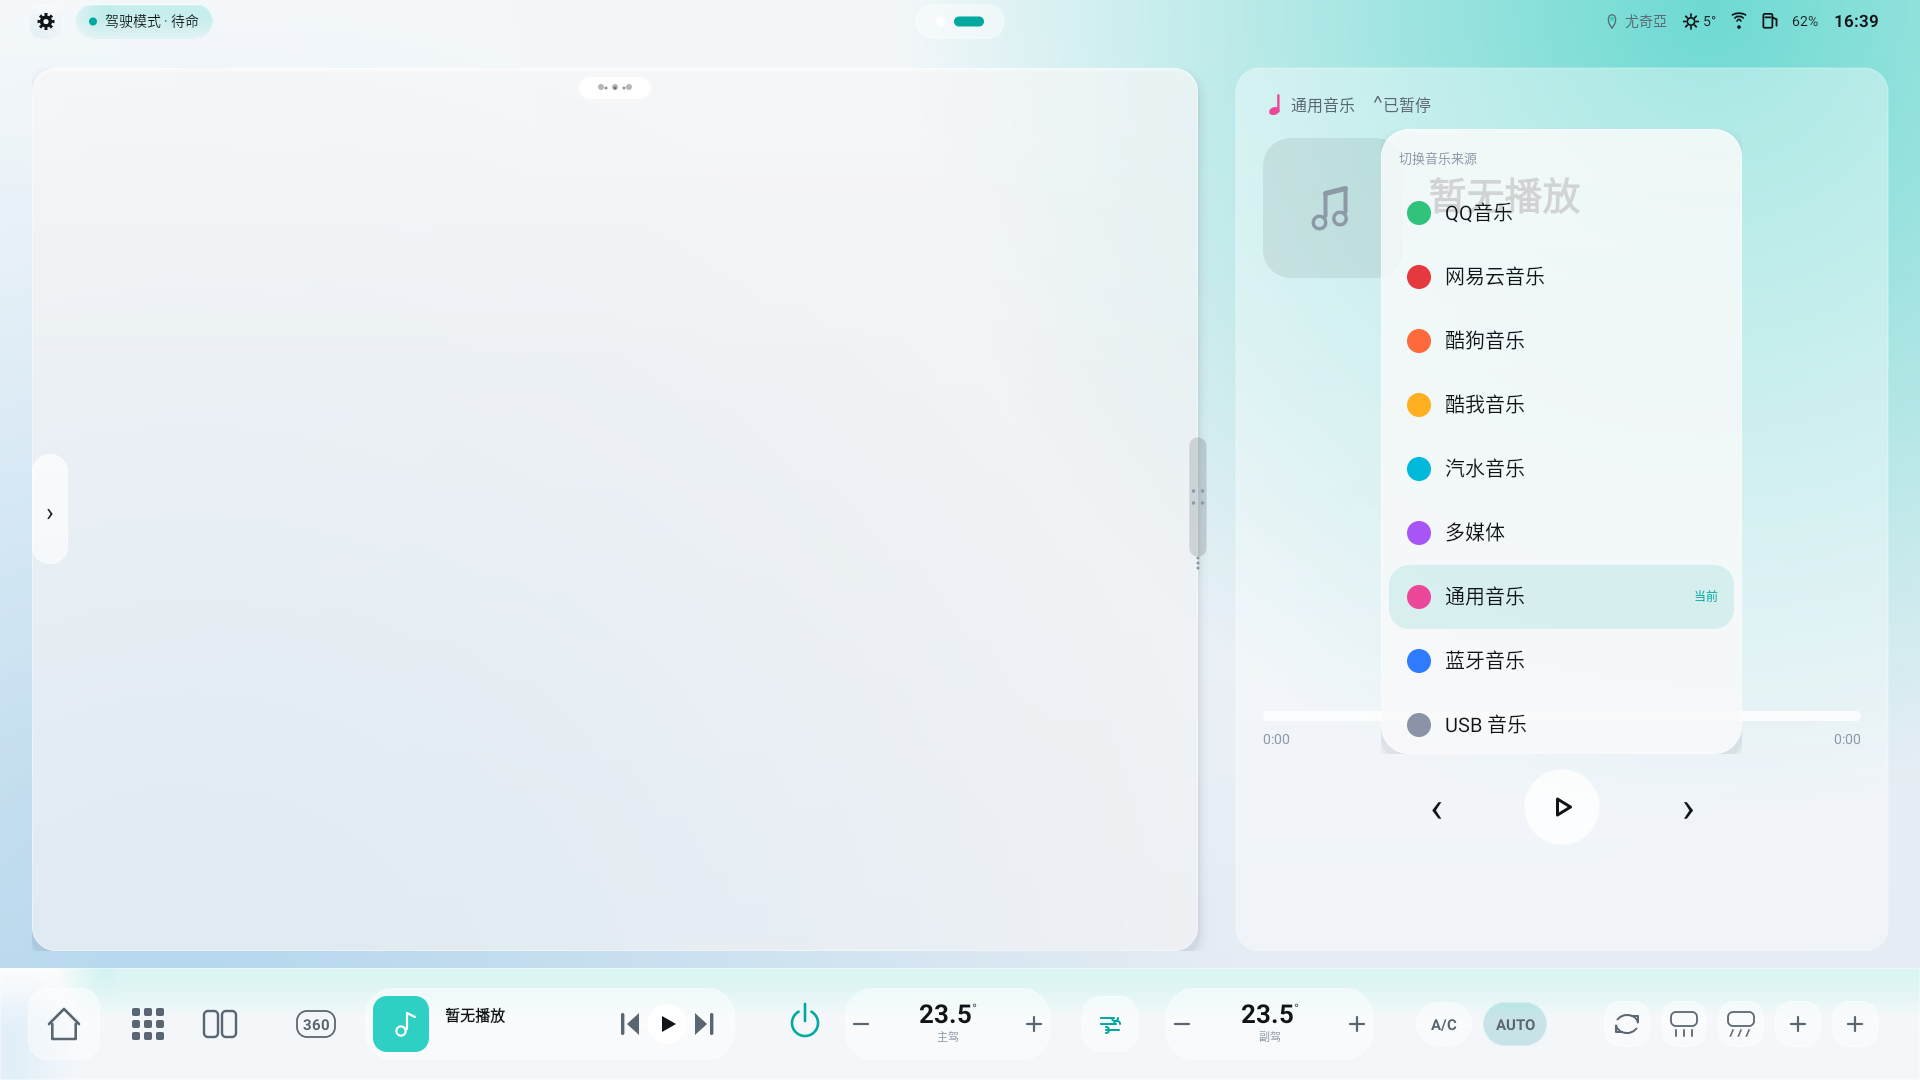 驾驶模式 · 待命
尤奇亞
5°
62%
16:39
通用音乐
^已暂停
切换音乐来源
暂无播放
QQ音乐
网易云音乐
酷狗音乐
酷我音乐
汽水音乐
多媒体
通用音乐
当前
蓝牙音乐
USB 音乐
0:00
0:00
360
暂无播放
23.5°
主驾
23.5°
副驾
A/C
AUTO